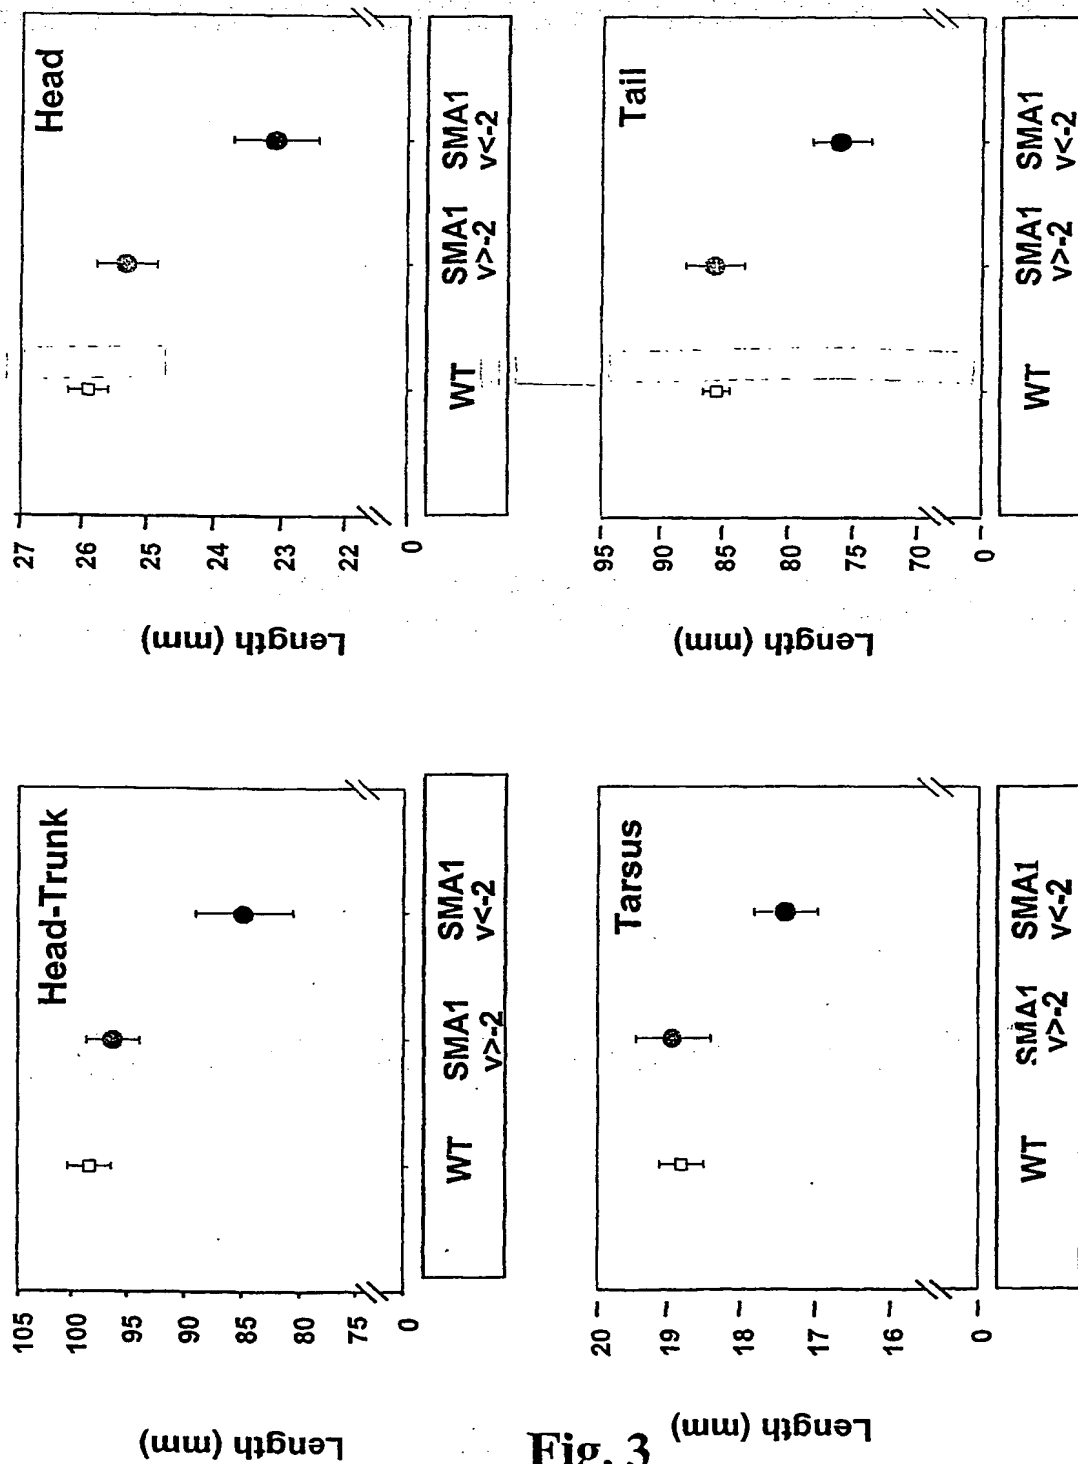 Head-Trunk
Length (mm)
105
100
95
90
85
80
75
0
WT
SMA1
v>-2
SMA1
v<-2
Head
Length (mm)
27
26
25
24
23
22
0
WT
SMA1
v>-2
SMA1
v<-2
Tarsus
Length (mm)
20
19
18
17
16
0
WT
SMA1
v>-2
SMA1
v<-2
Tail
Length (mm)
95
90
85
80
75
70
0
WT
SMA1
v>-2
SMA1
v<-2
Fig. 3